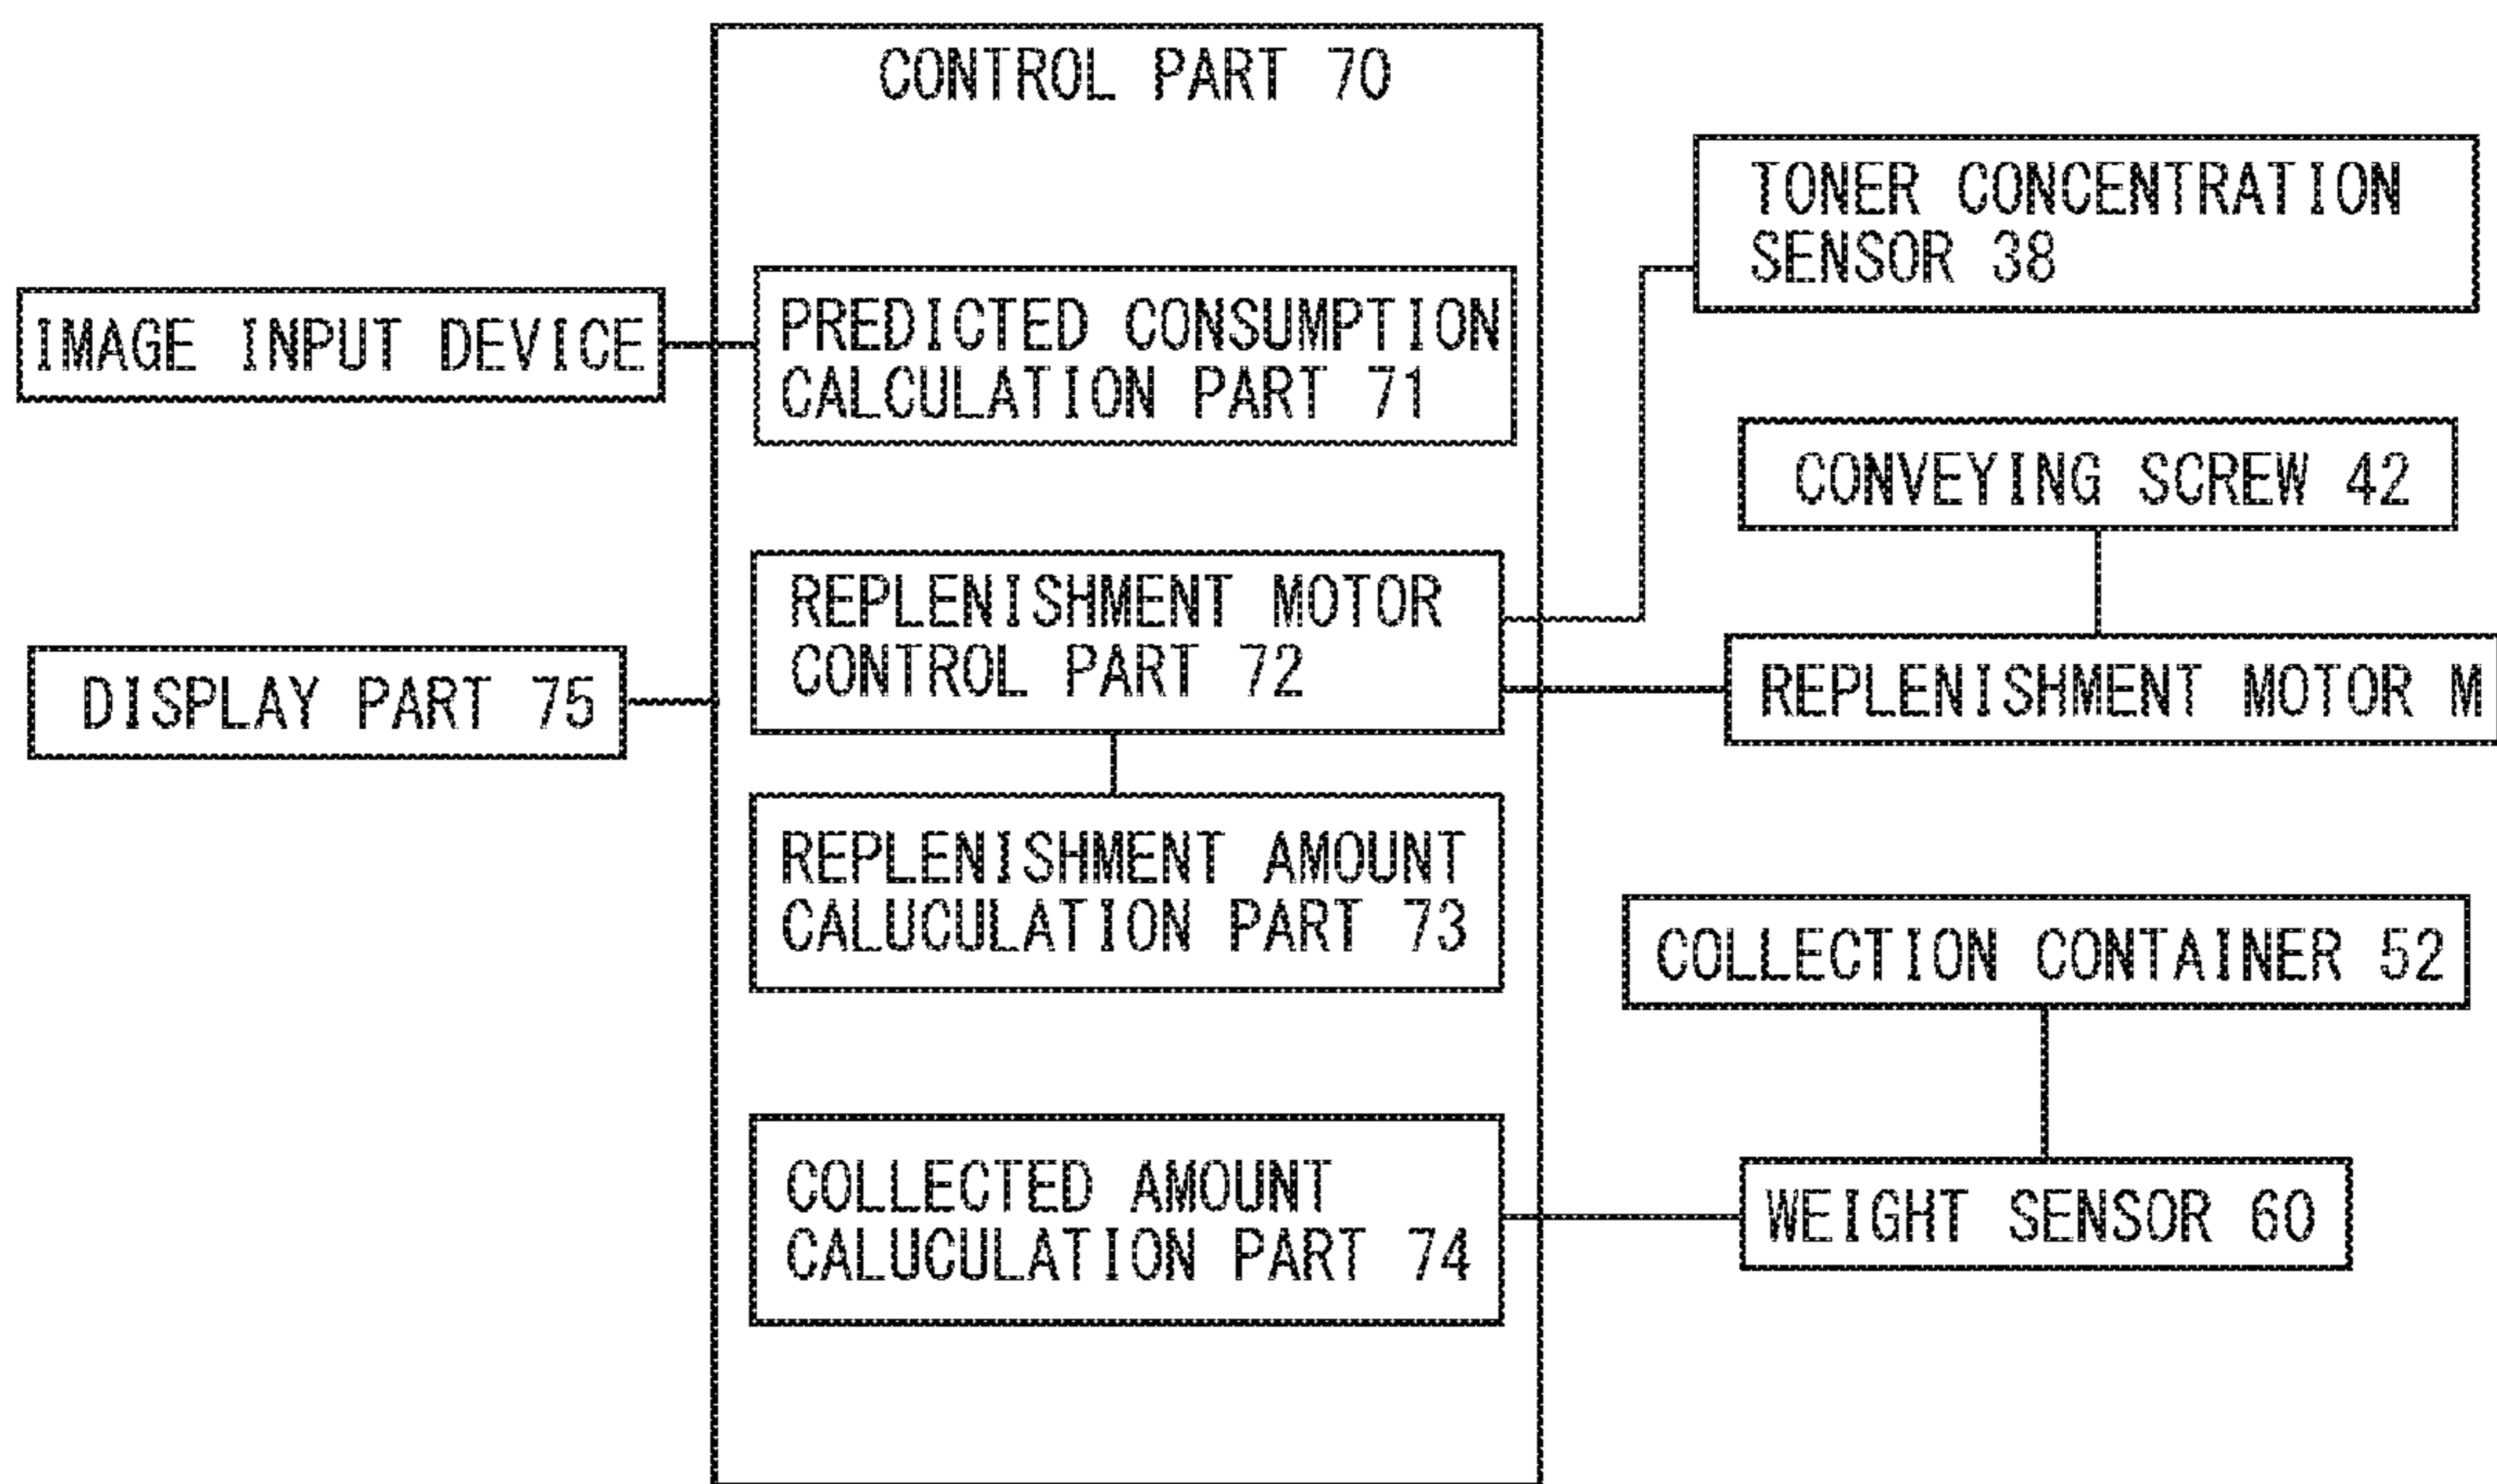 CONTROL PART 70
IMAGE INPUT DEVICE
DISPLAY PART 75
PREDICTED CONSUMPTION
CALCULATION PART 71
REPLENISHMENT MOTOR
CONTROL PART 72
REPLENISHMENT AMOUNT
CALUCULATION PART 73
COLLECTED AMOUNT
CALUCULATION PART 74
TONER CONCENTRATION
SENSOR 38
CONVEYING SCREW 42
REPLENISHMENT MOTOR M
COLLECTION CONTAINER 52
WEIGHT SENSOR 60